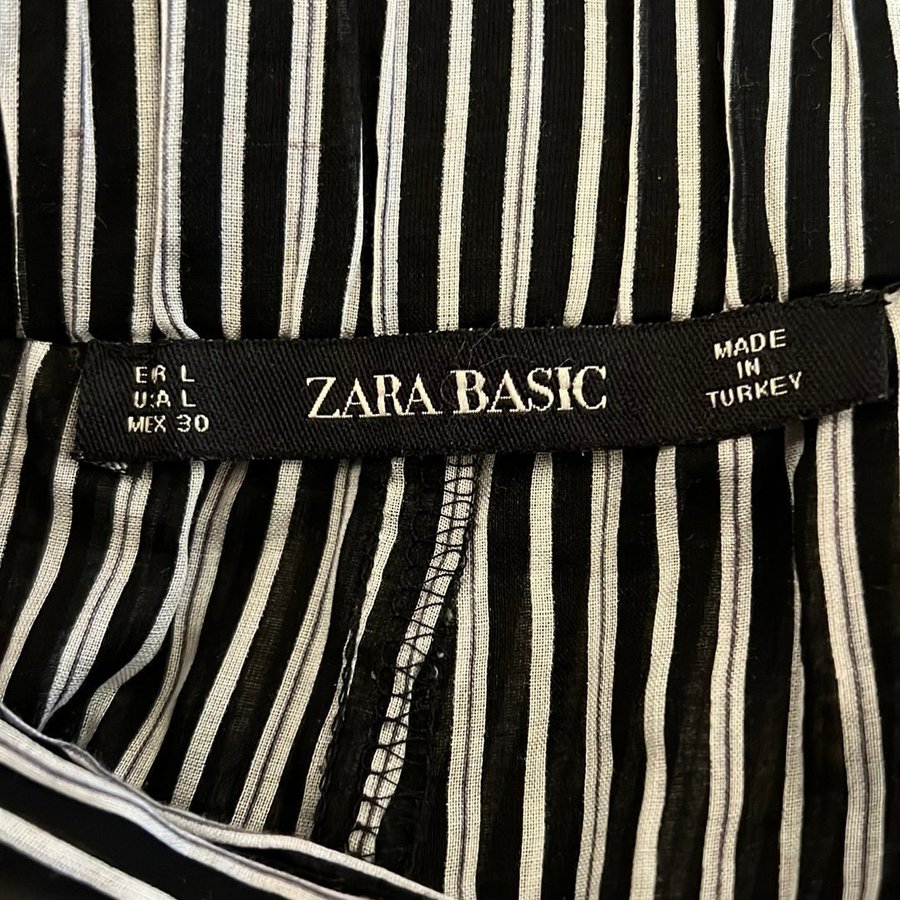 EUR L
USA L
MEX 30
ZARA BASIC
MADE
IN
TURKEY